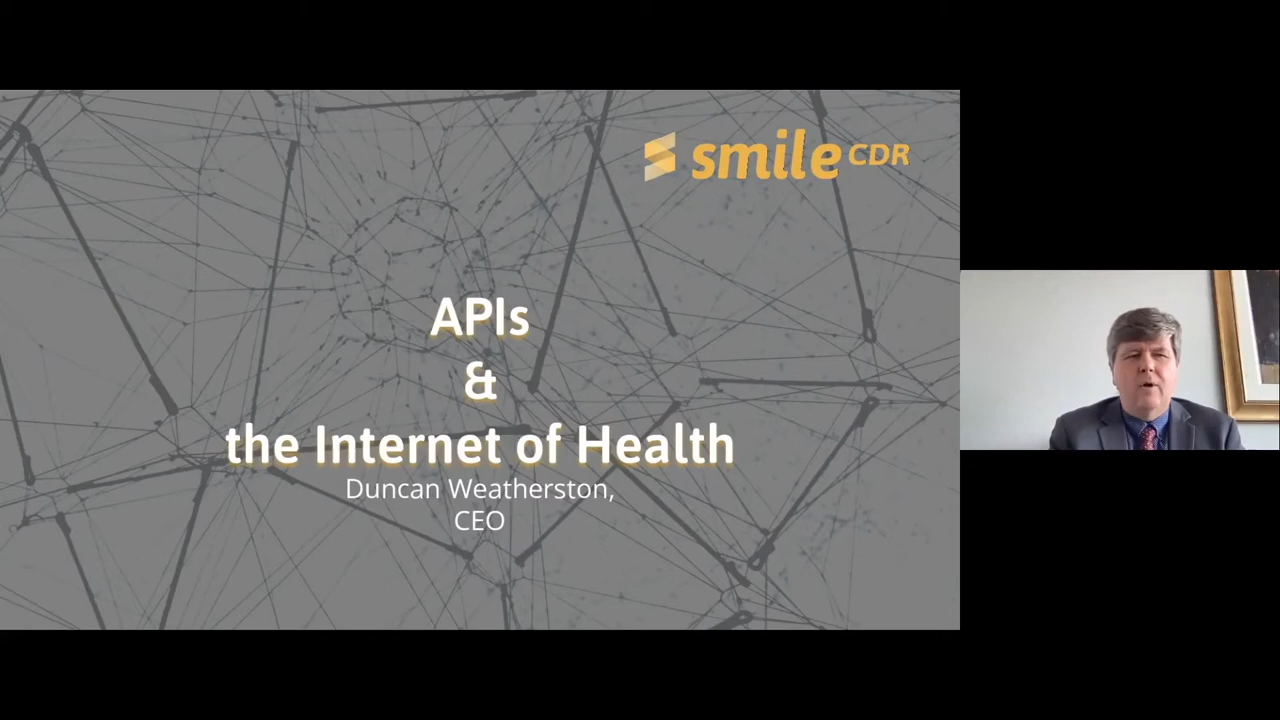 smile CDR
APIs
&
the Internet of Health
Duncan Weatherston,
CEO